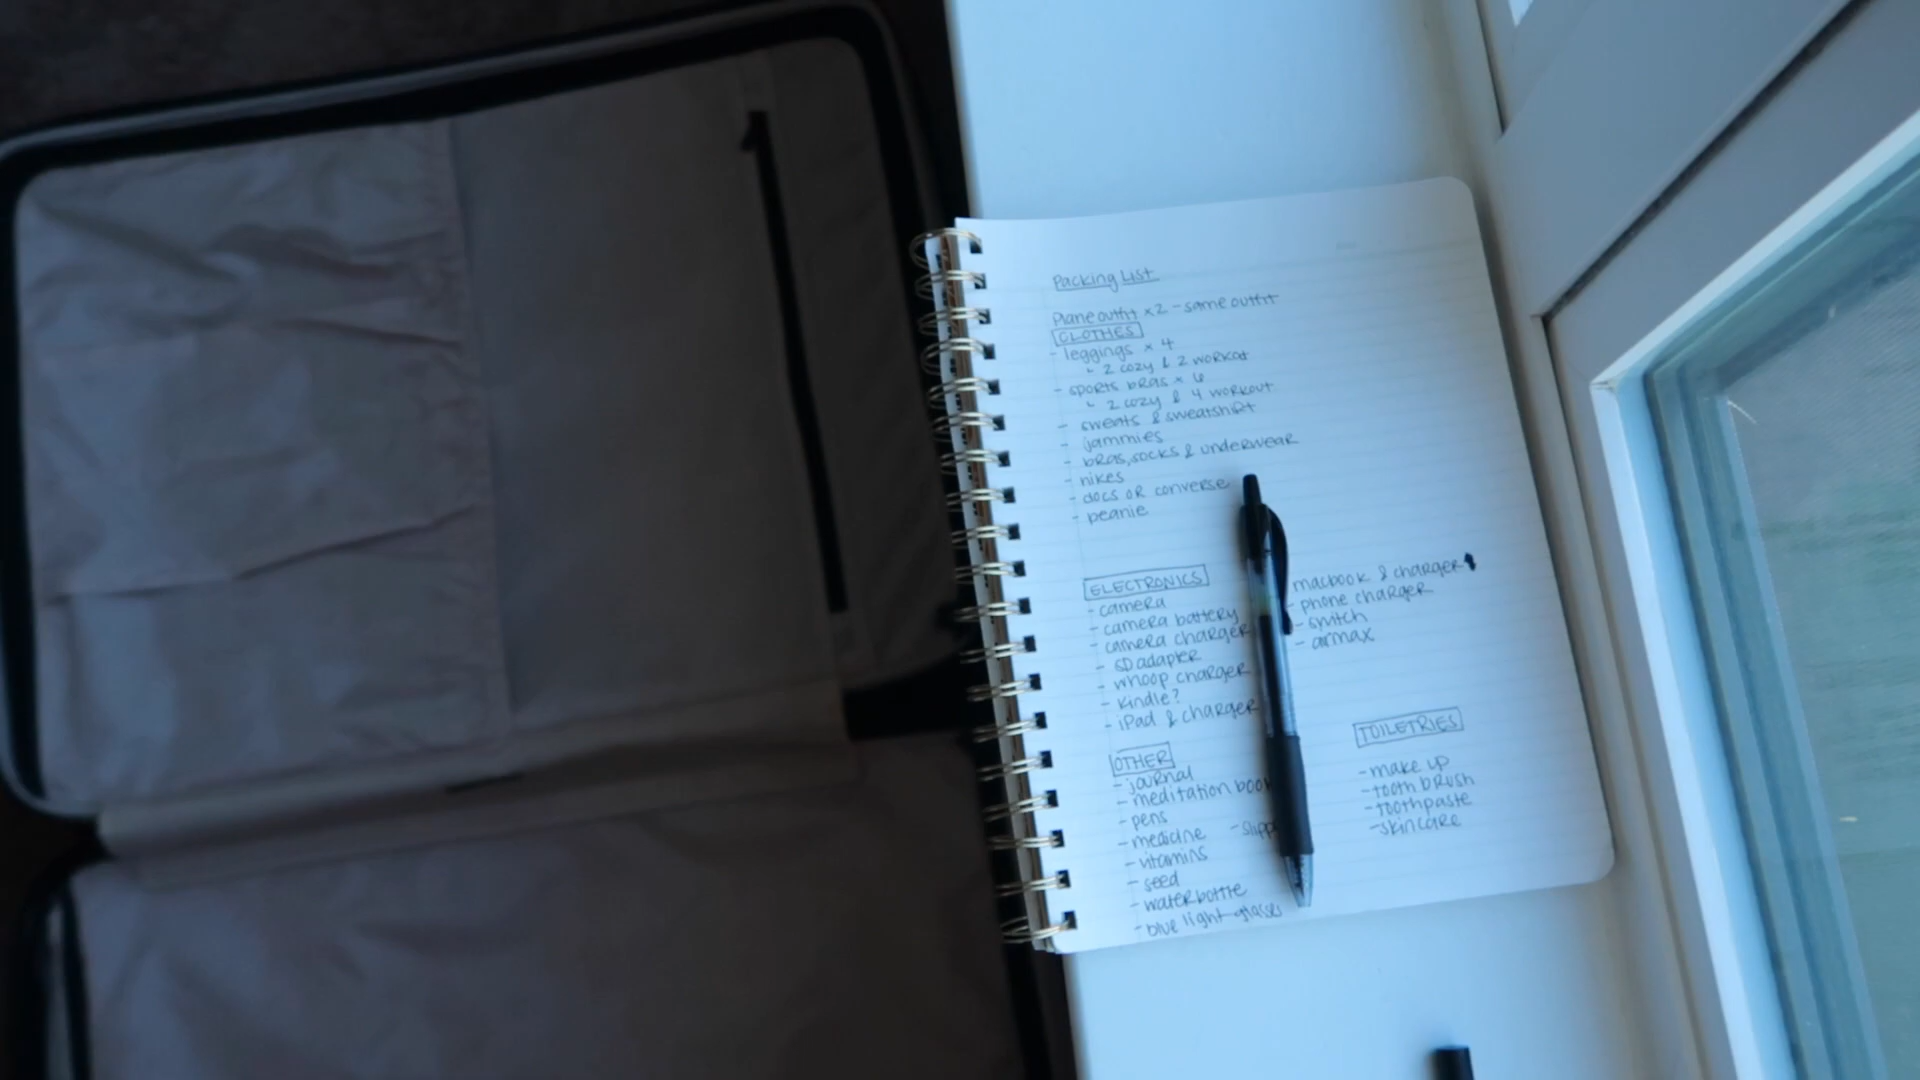 Packing List
Plane outfit x2 - same outfit
CLOTHES
- leggings x 4
↳ 2 cozy & 2 workout
- sports bras x 6
↳ 2 cozy & 4 workout
- sweats & sweatshirt
- jammies
- bras, socks & underwear
- nikes
- docs or converse
- beanie
ELECTRONICS
- camera
- camera battery
- camera charger
- SD adapter
- whoop charger
- kindle?
- iPad & charger
macbook & charger
- phone charger
- switch
- airmax
OTHER
- journal
- meditation book
- pens
- medicine - slipp
- vitamins
- seed
- waterbottle
- blue light glasses
TOILETRIES
- make up
- tooth brush
- toothpaste
- skincare